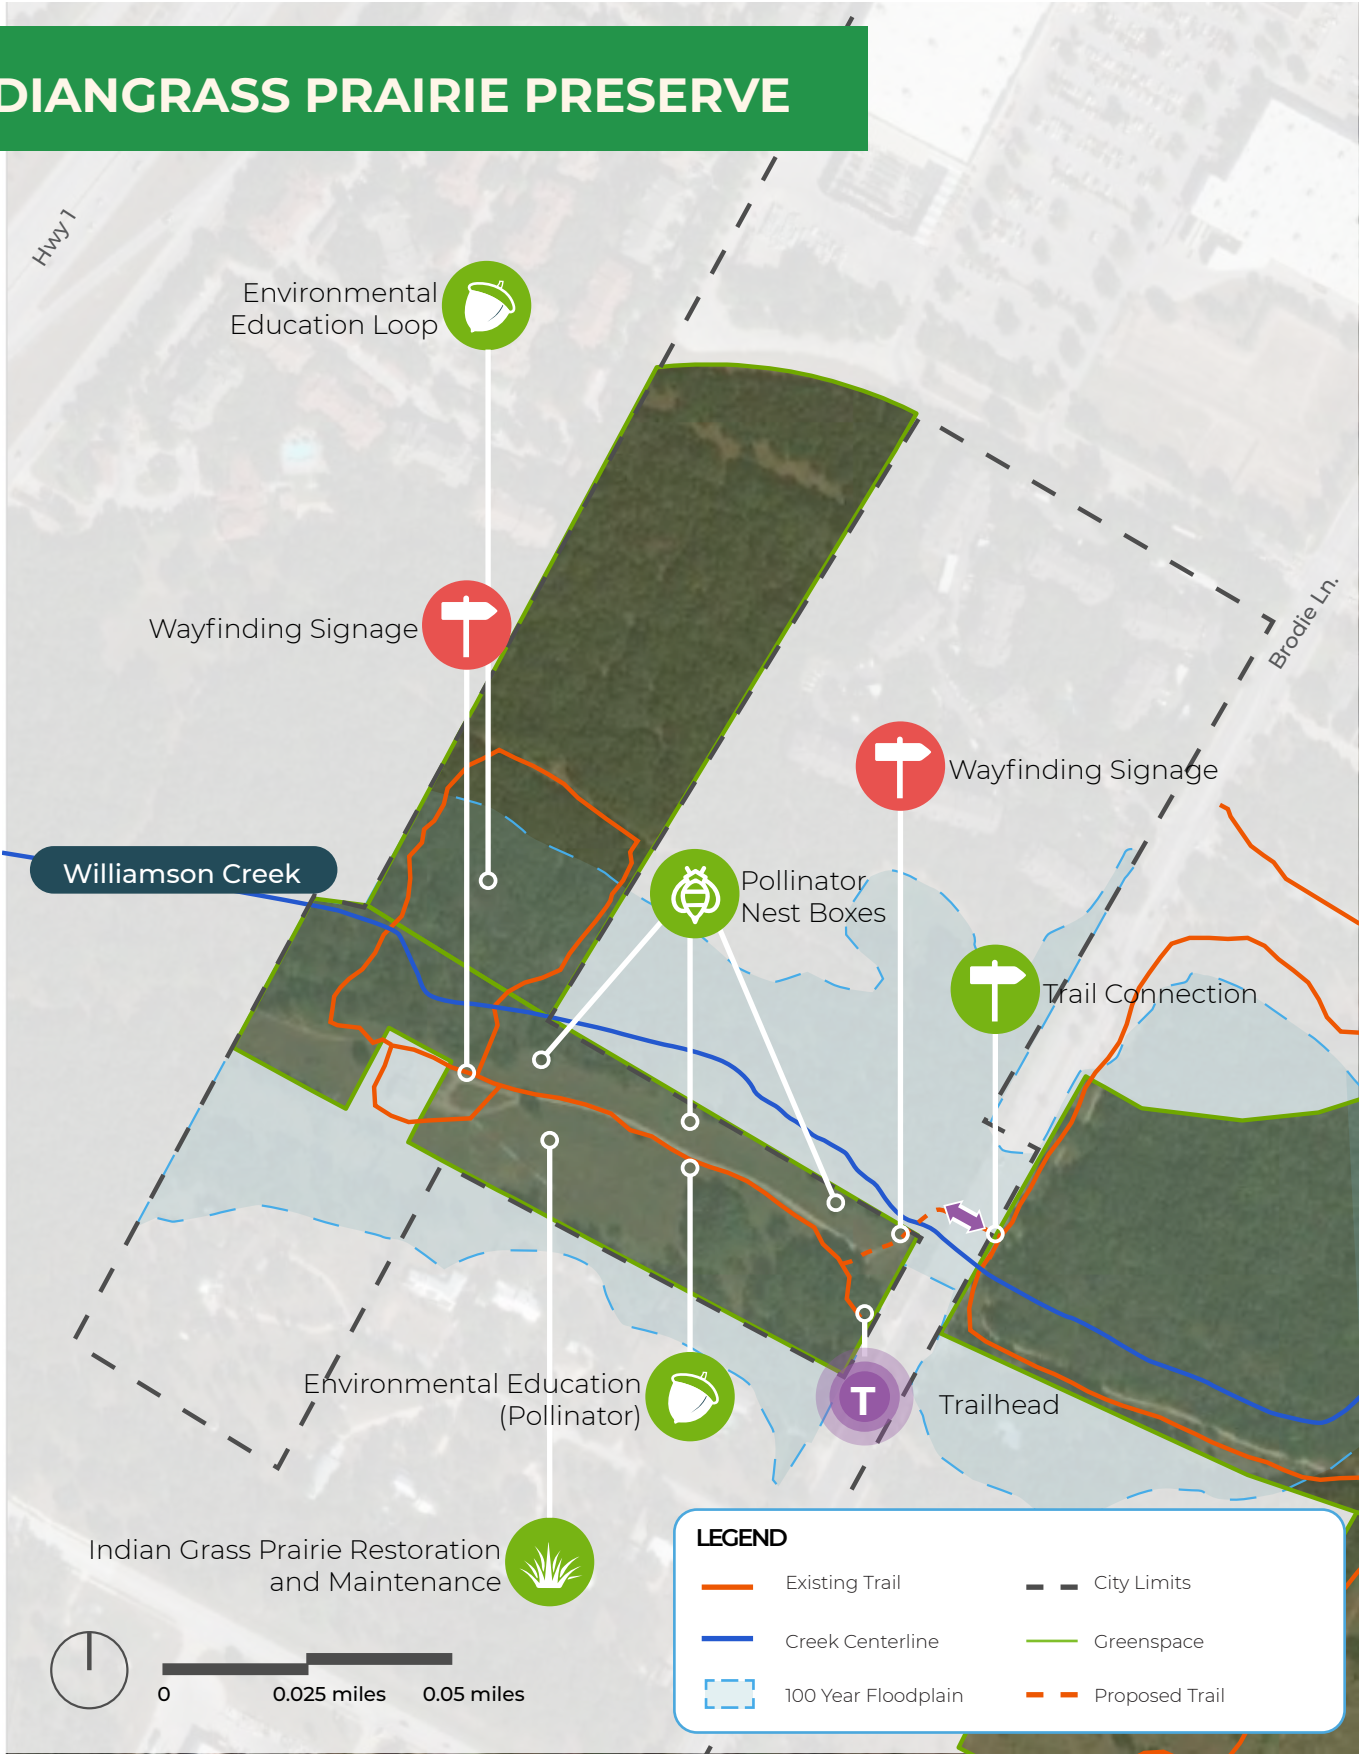 DIANGRASS PRAIRIE PRESERVE
Hwy 1
Environmental
Education Loop
Wayfinding Signage
Brodie Ln.
Wayfinding Signage
Williamson Creek
Pollinator
Nest Boxes
Trail Connection
Environmental Education
(Pollinator)
T
Trailhead
Indian Grass Prairie Restoration
and Maintenance
LEGEND
Existing Trail
City Limits
Creek Centerline
Greenspace
100 Year Floodplain
Proposed Trail
0
0.025 miles
0.05 miles